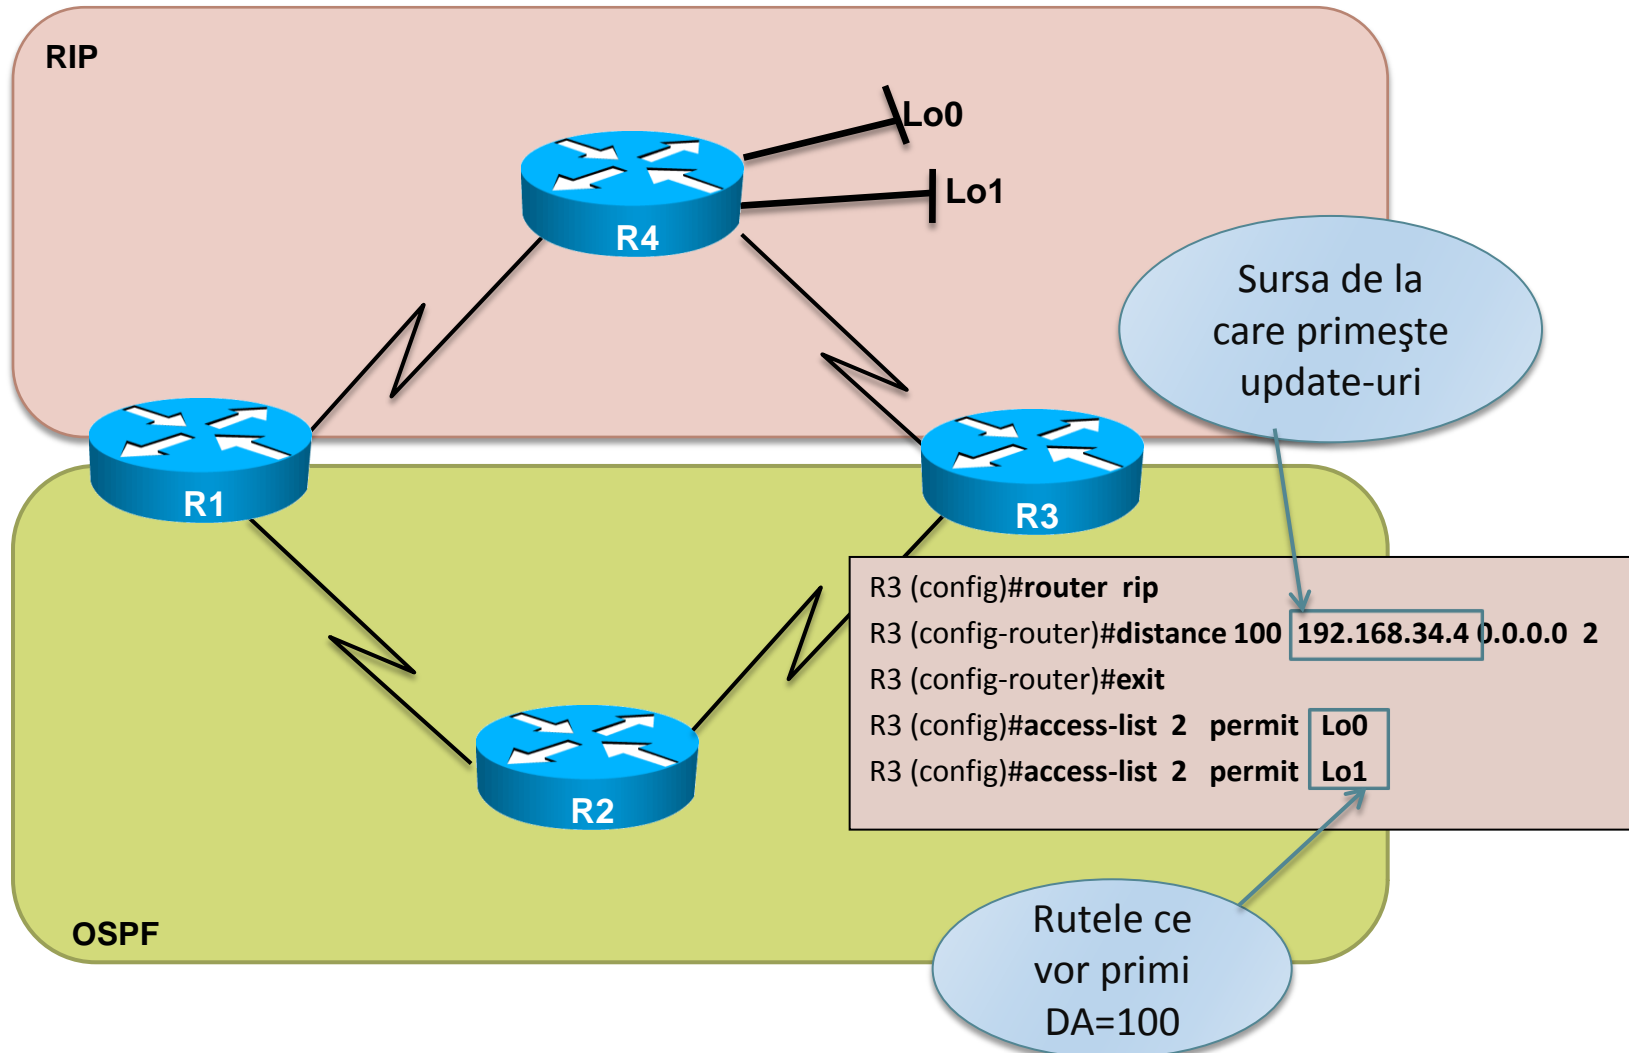 RIP
Lo0
Lo1
R4
Sursa de la
care primeşte
update-uri
R1
R3
R3 (config)#router rip
R3 (config-router)#distance 100 192.168.34.4 0.0.0.0 2
R3 (config-router)#exit
R3 (config)#access-list 2 permit Lo0
R3 (config)#access-list 2 permit Lo1
R2
OSPF
Rutele ce
vor primi
DA=100